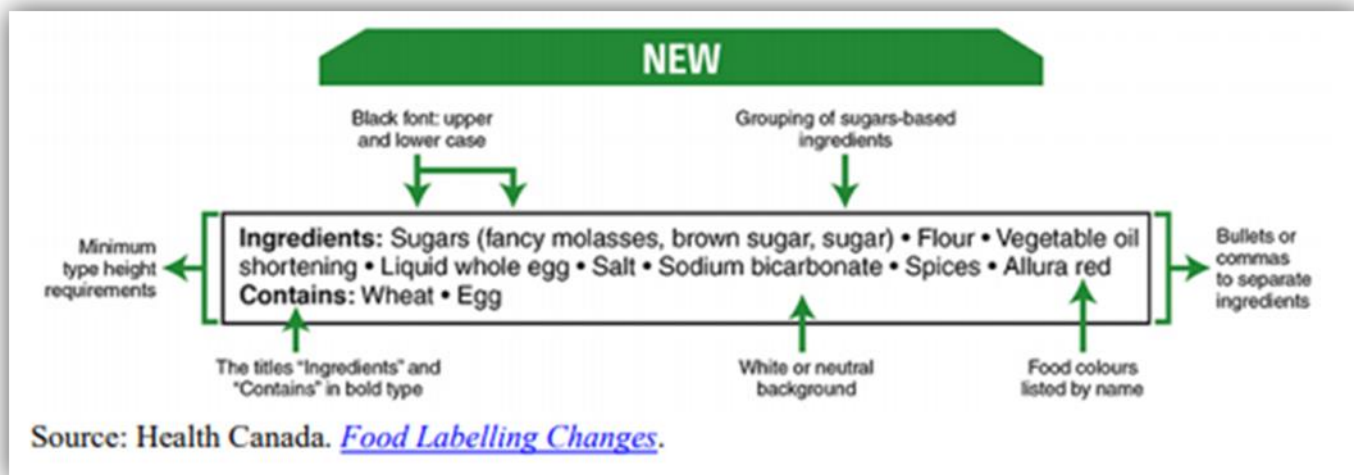 NEW
Black font: upper
and lower case
Grouping of sugars-based
ingredients
Minimum
type height
requirements
Ingredients: Sugars (fancy molasses, brown sugar, sugar) • Flour • Vegetable oil
shortening • Liquid whole egg • Salt • Sodium bicarbonate • Spices • Allura red
Contains: Wheat • Egg
Bullets or
commas
to separate
ingredients
The titles “Ingredients” and
“Contains” in bold type
White or neutral
background
Food colours
listed by name
Source: Health Canada. Food Labelling Changes.